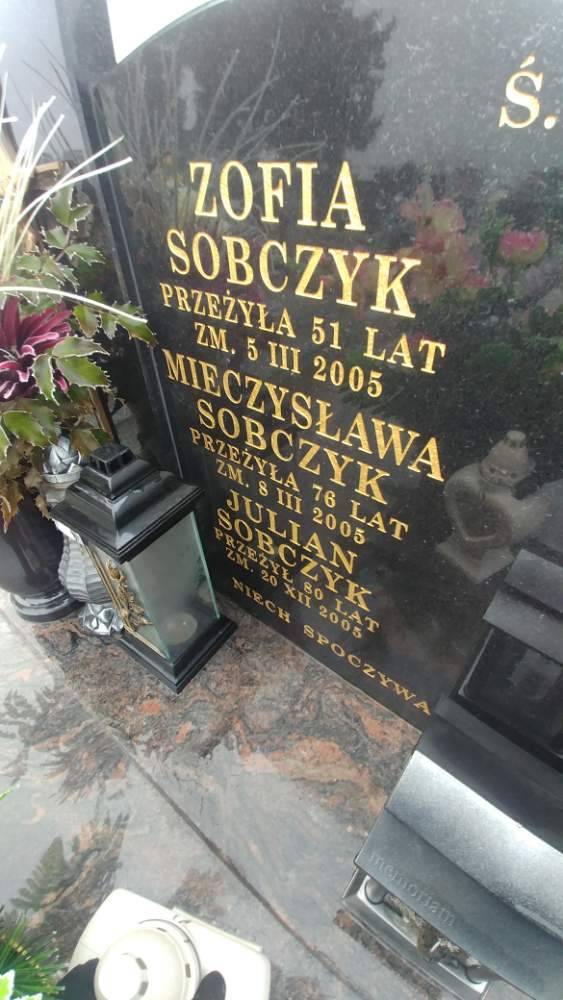 Ś.
ZOFIA
SOBCZYK
PRZEŻYŁA 51 LAT
ZM. 5 III 2005
MIECZYSŁAWA
SOBCZYK
PRZEŻYŁA 76 LAT
ZM. 8 III 2005
JULIAN
SOBCZYK
PRZEŻYŁ 80 LAT
ZM. 20 XII 2005
NIECH SPOCZYWA
memoriam